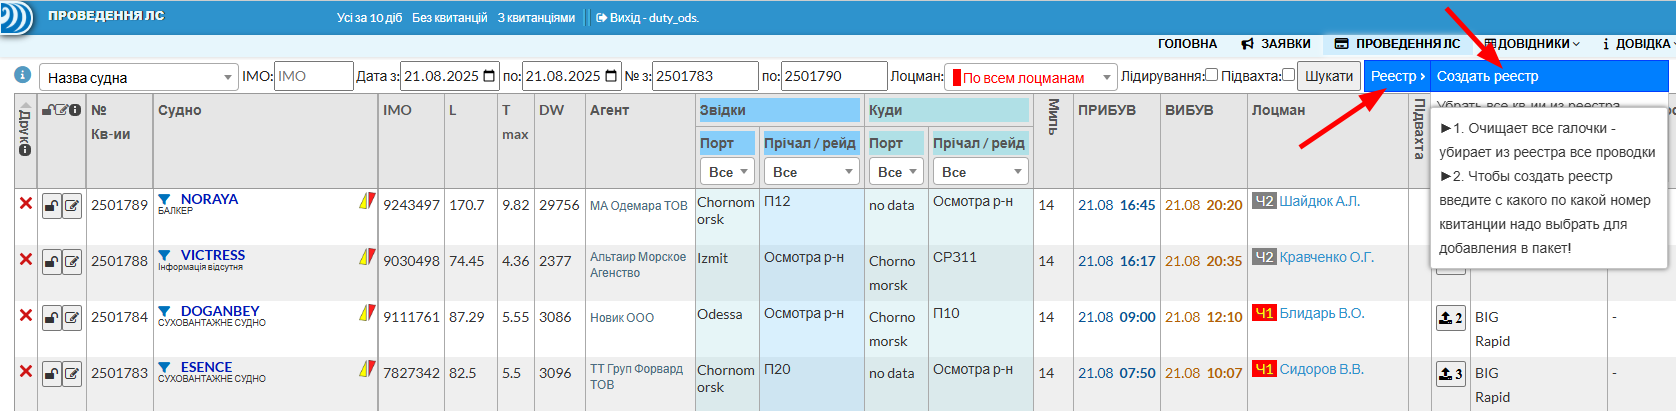 ПРОВЕДЕННЯ ЛС
Усі за 10 діб Без квитанцій З квитанціями Вихід - duty_ods.
ГОЛОВНА ЗАЯВКИ ПРОВЕДЕННЯ ЛС ДОВІДНИКИ ДОВІДКА
Назва судна IMO: IMO Дата з: 21.08.2025 по: 21.08.2025 № з: 2501783 по: 2501790 Лоцман: По всем лоцманам Лідирування: Підвахта: Шукати Реестр › Создать реестр
Убрать все кв-ии из реестра
►1. Очищает все галочки -
убирает из реестра все проводки
►2. Чтобы создать реестр
введите с какого по какой номер
квитанции надо выбрать для
добавления в пакет!
Друк № Кв-ии Судно IMO L T max DW Агент Звідки Куди Миль ПРИБУВ ВИБУВ Лоцман Підвахта
Порт Прічал / рейд Порт Прічал / рейд
Все Все Все Все
2501789 NORAYA 9243497 170.7 9.82 29756 МА Одемара ТОВ Chornom П12 no data Осмотра р-н 14 21.08 16:45 21.08 20:20 Ч2 Шайдюк А.Л.
БАЛКЕР orsk
2501788 VICTRESS 9030498 74.45 4.36 2377 Альтаир Морское Izmit Осмотра р-н Chorno СР311 14 21.08 16:17 21.08 20:35 Ч2 Кравченко О.Г.
Інформація відсутня Агенство morsk
2501784 DOGANBEY 9111761 87.29 5.55 3086 Новик ООО Odessa Осмотра р-н Chorno П10 14 21.08 09:00 21.08 12:10 Ч1 Блидарь В.О. 2 BIG -
СУХОВАНТАЖНЕ СУДНО morsk Rapid
2501783 ESENCE 7827342 82.5 5.5 3096 ТТ Груп Форвард Chornom П20 no data Осмотра р-н 14 21.08 07:50 21.08 10:07 Ч1 Сидоров В.В. 3 BIG -
СУХОВАНТАЖНЕ СУДНО ТОВ orsk Rapid